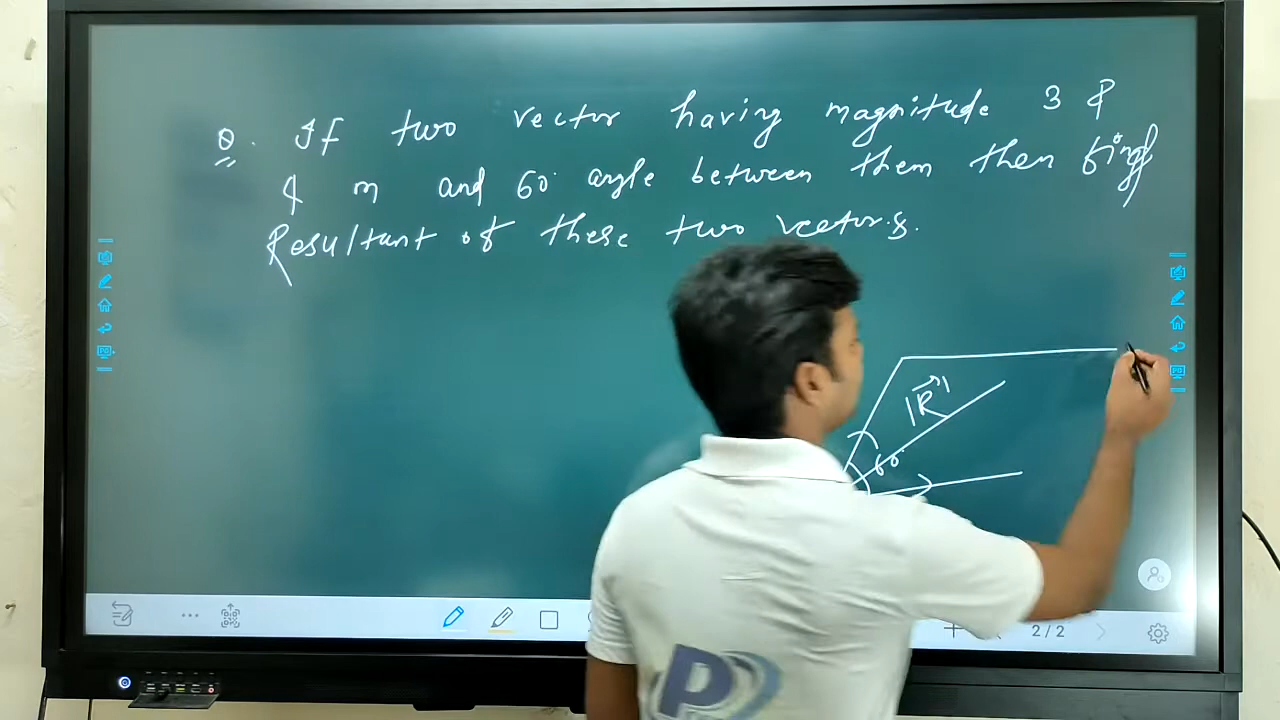 Q. If two vector having magnitude 3 &
4 m and 60° angle between them then find
Resultant of these two vectors.
|R|
60°
2/2
P